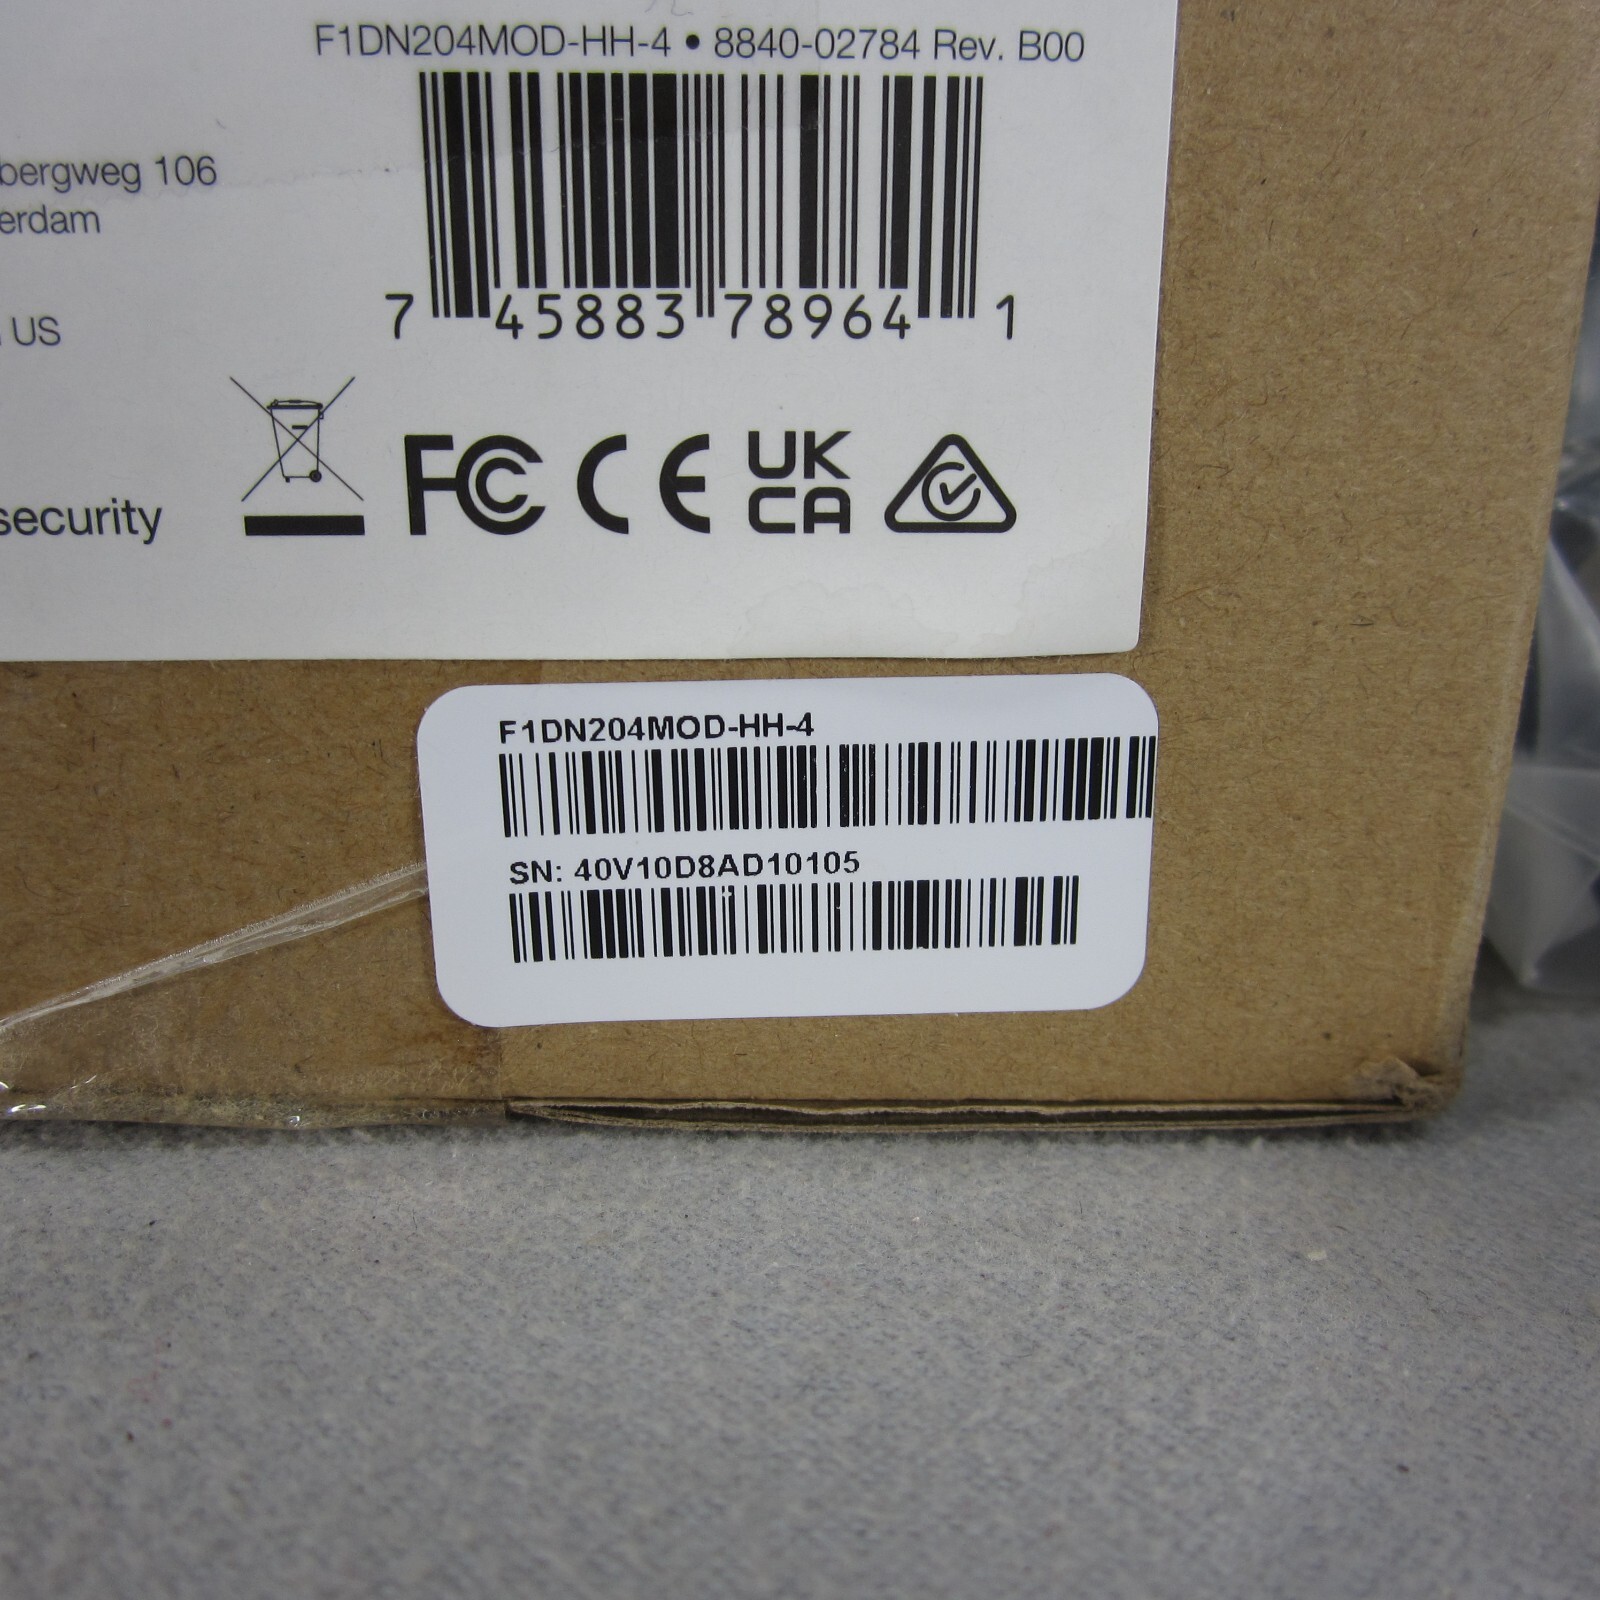 F1DN204MOD-HH-4 • 8840-02784 Rev. B00
bergweg 106
erdam
7 45883 78964 1
US
FC CE UK
CA
security
F1DN204MOD-HH-4
SN: 40V10D8AD10105